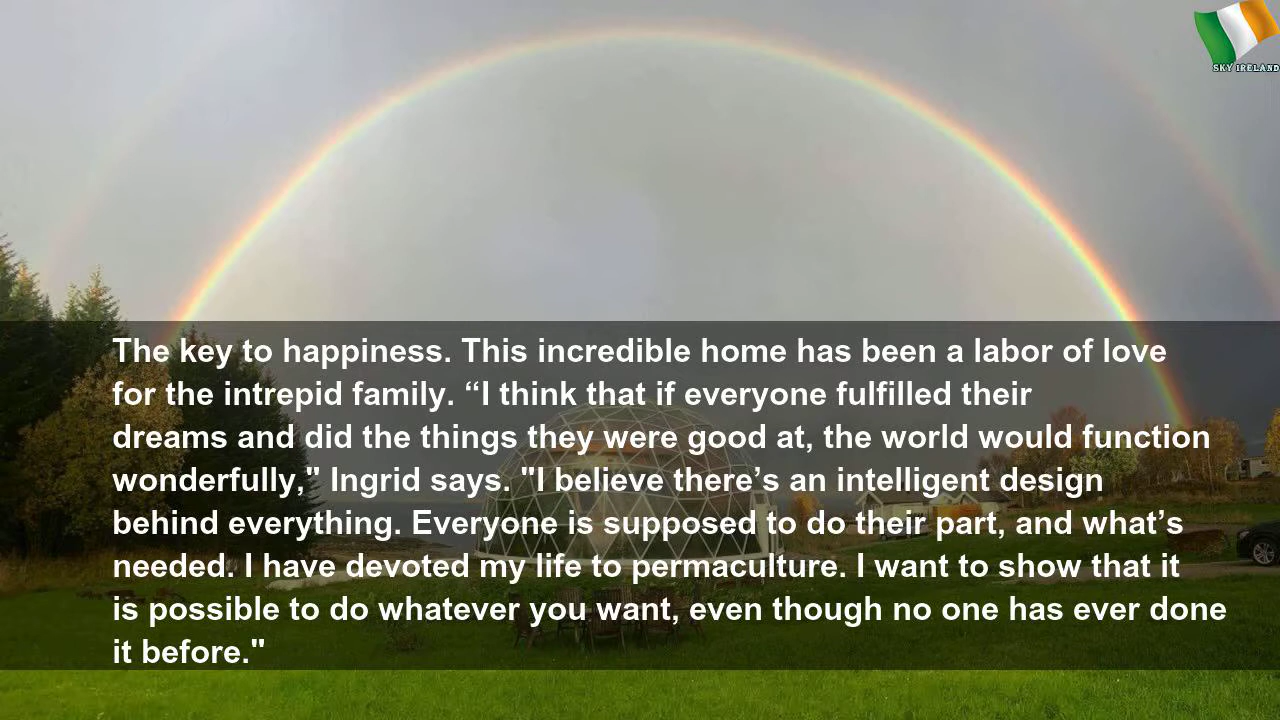 SKY IRELAND
The key to happiness. This incredible home has been a labor of love
for the intrepid family. “I think that if everyone fulfilled their
dreams and did the things they were good at, the world would function
wonderfully," Ingrid says. "I believe there’s an intelligent design
behind everything. Everyone is supposed to do their part, and what’s
needed. I have devoted my life to permaculture. I want to show that it
is possible to do whatever you want, even though no one has ever done
it before."